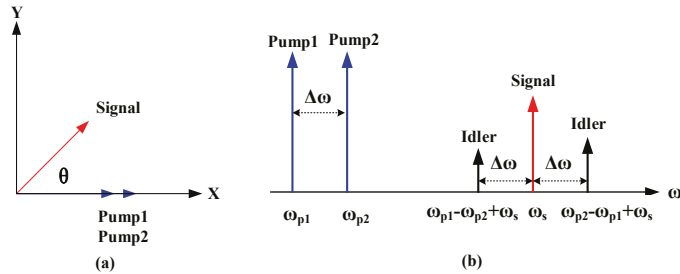 Y
Signal
θ
X
Pump1
Pump2
(a)
Pump1 Pump2
Δω
Signal
Idler
Idler
Δω Δω
ω
ωp1 ωp2 ωp1-ωp2+ωs ωs ωp2-ωp1+ωs
(b)